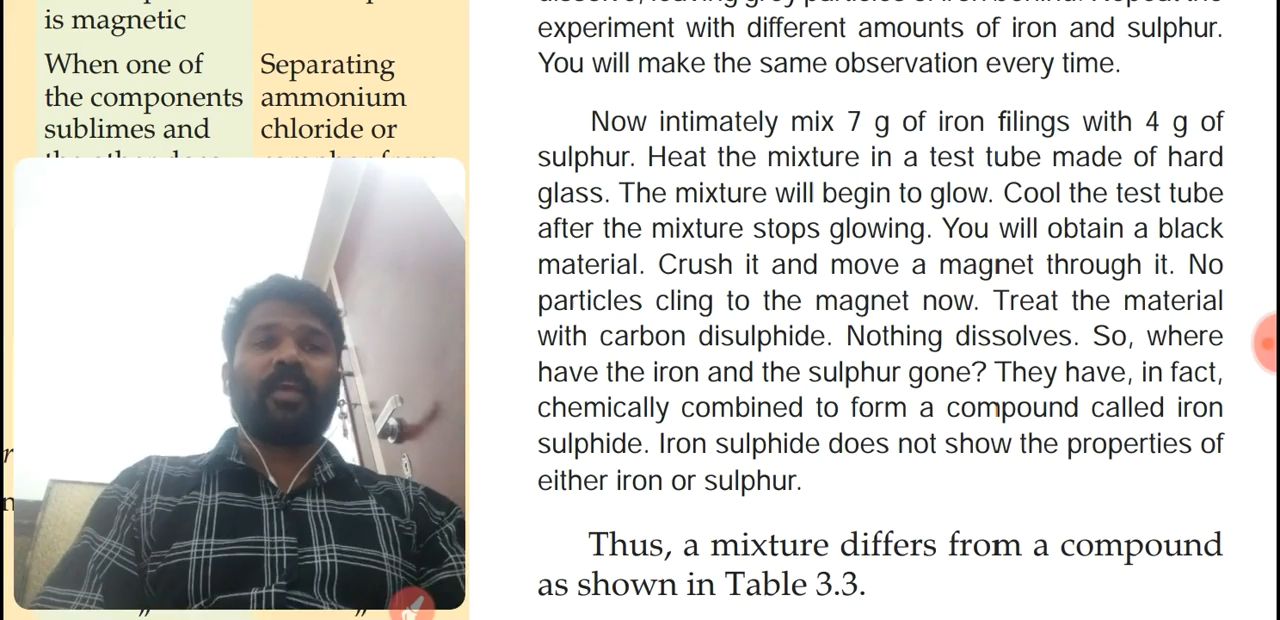 is magnetic
When one of
the components
sublimes and
Separating
ammonium
chloride or
experiment with different amounts of iron and sulphur.
You will make the same observation every time.
Now intimately mix 7 g of iron filings with 4 g of
sulphur. Heat the mixture in a test tube made of hard
glass. The mixture will begin to glow. Cool the test tube
after the mixture stops glowing. You will obtain a black
material. Crush it and move a magnet through it. No
particles cling to the magnet now. Treat the material
with carbon disulphide. Nothing dissolves. So, where
have the iron and the sulphur gone? They have, in fact,
chemically combined to form a compound called iron
sulphide. Iron sulphide does not show the properties of
either iron or sulphur.
Thus, a mixture differs from a compound
as shown in Table 3.3.